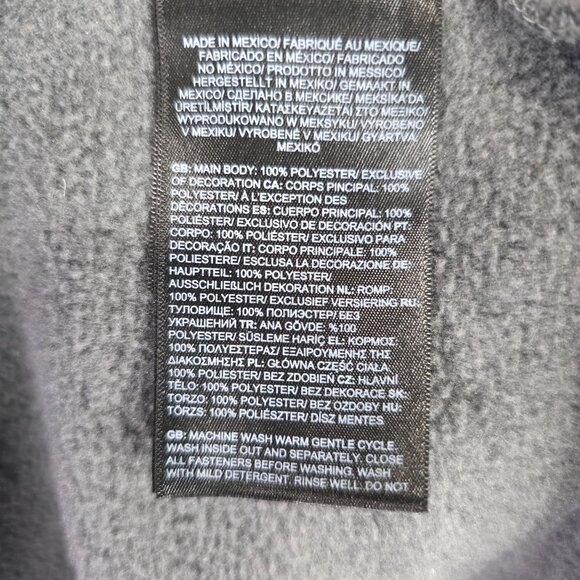 MADE IN MEXICO/ FABRIQUÉ AU MEXIQUE/
FABRICADO EN MÉXICO/ FABRICADO
NO MÉXICO/ PRODOTTO IN MESSICO/
HERGESTELLT IN MEXIKO/ GEMAAKT IN
MEXICO/ СДЕЛАНО В МЕКСИКЕ/ MEKSİKA'DA
ÜRETİLMİŞTİR/ ΚΑΤΑΣΚΕΥΑΖΕΤΑΙ ΣΤΟ ΜΕΞΙΚΟ/
WYPRODUKOWANO W MEKSYKU/ VYROBENO
V MEXIKU/ VYROBENÉ V MEXIKU/ GYÁRTVA/
MEXIKÓ
GB: MAIN BODY: 100% POLYESTER/ EXCLUSIVE
OF DECORATION CA: CORPS PINCIPAL: 100%
POLYESTER/ À L'EXCEPTION DES
DÉCORATIONS ES: CUERPO PRINCIPAL: 100%
POLIÉSTER/ EXCLUSIVO DE DECORACIÓN PT:
CORPO: 100% POLIÉSTER/ EXCLUSIVO PARA
DECORAÇÃO IT: CORPO PRINCIPALE: 100%
POLIESTERE/ ESCLUSA LA DECORAZIONE DE:
HAUPTTEIL: 100% POLYESTER/
AUSSCHLIEßLICH DEKORATION NL: ROMP:
100% POLYESTER/ EXCLUSIEF VERSIERING RU:
ТУЛОВИЩЕ: 100% ПОЛИЭСТЕР/ БЕЗ
УКРАШЕНИЙ TR: ANA GÖVDE: %100
POLYESTER/ SÜSLEME HARİÇ EL: ΚΟΡΜΟΣ:
100% ΠΟΛΥΕΣΤΕΡΑΣ/ ΕΞΑΙΡΟΥΜΕΝΗΣ ΤΗΣ
ΔΙΑΚΟΣΜΗΣΗΣ PL: GŁÓWNA CZĘŚĆ CIAŁA:
100% POLIESTER/ BEZ ZDOBIEŃ CZ: HLAVNÍ
TĚLO: 100% POLYESTER/ BEZ DEKORACE SK:
TORZO: 100% POLYESTER/ BEZ OZDOBY HU:
TÖRZS: 100% POLIÉSZTER/ DÍSZ MENTES
GB: MACHINE WASH WARM GENTLE CYCLE.
WASH INSIDE OUT AND SEPARATELY. CLOSE
ALL FASTENERS BEFORE WASHING. WASH
WITH MILD DETERGENT. RINSE WELL. DO NOT